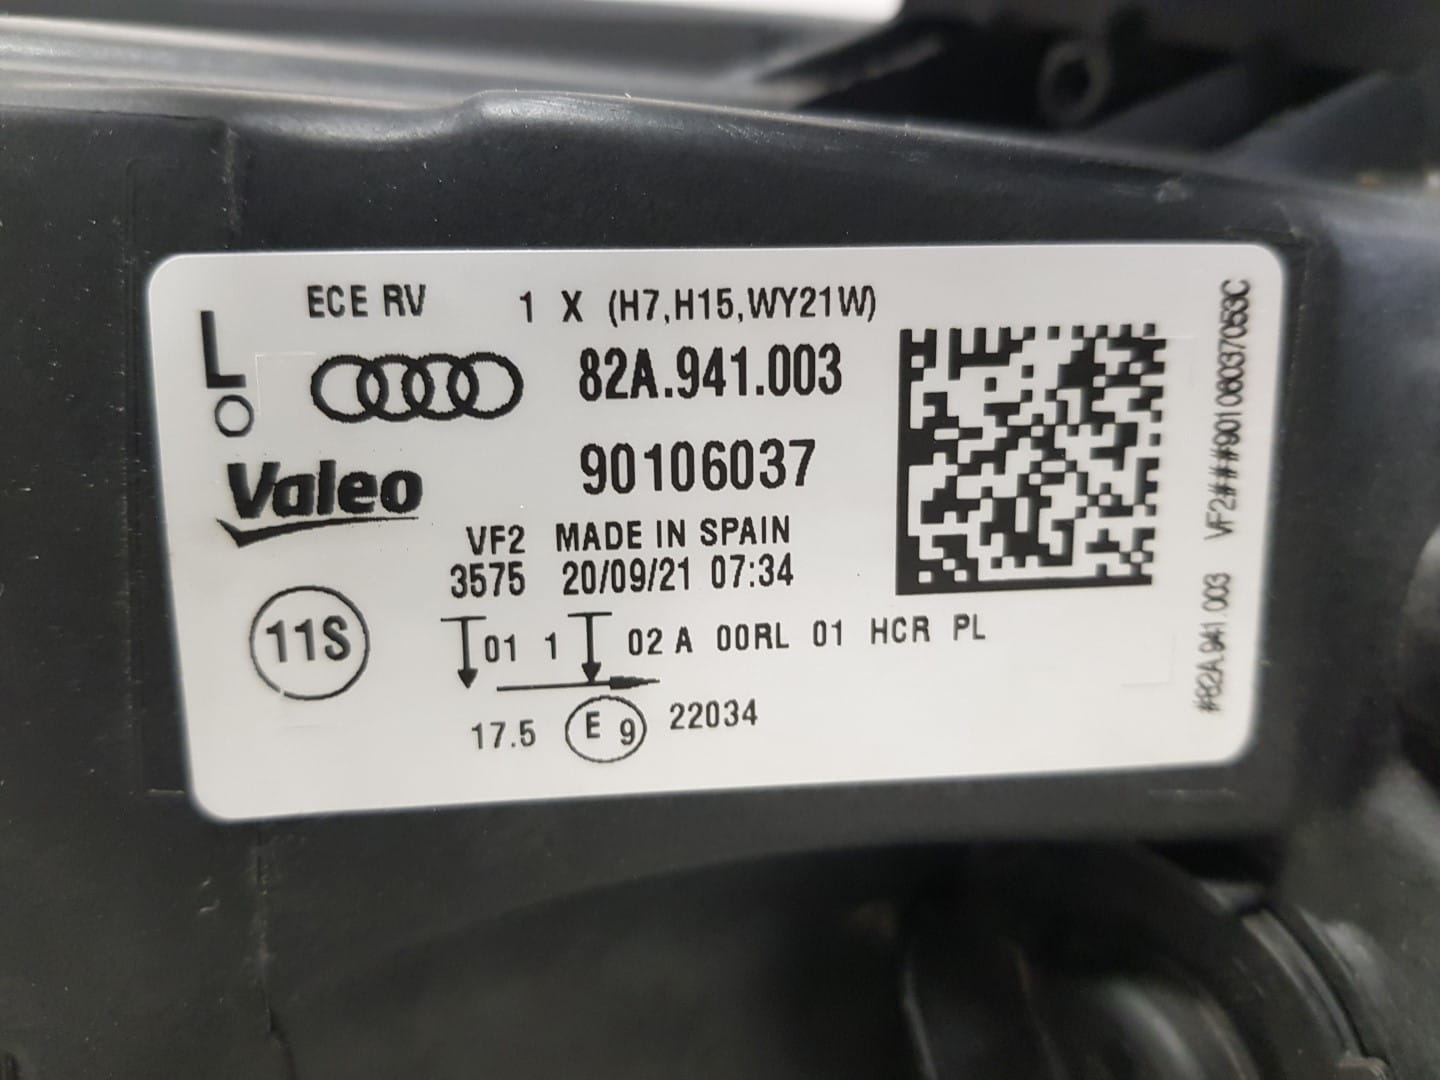 ECE RV 1 X (H7,H15,WY21W)
L
O
82A.941.003
Valeo
90106037
VF2 MADE IN SPAIN
3575 20/09/21 07:34
11S
01 1 02 A 00RL 01 HCR PL
17.5 E 9 22034
#82A.941.003 VF2###90106037053C